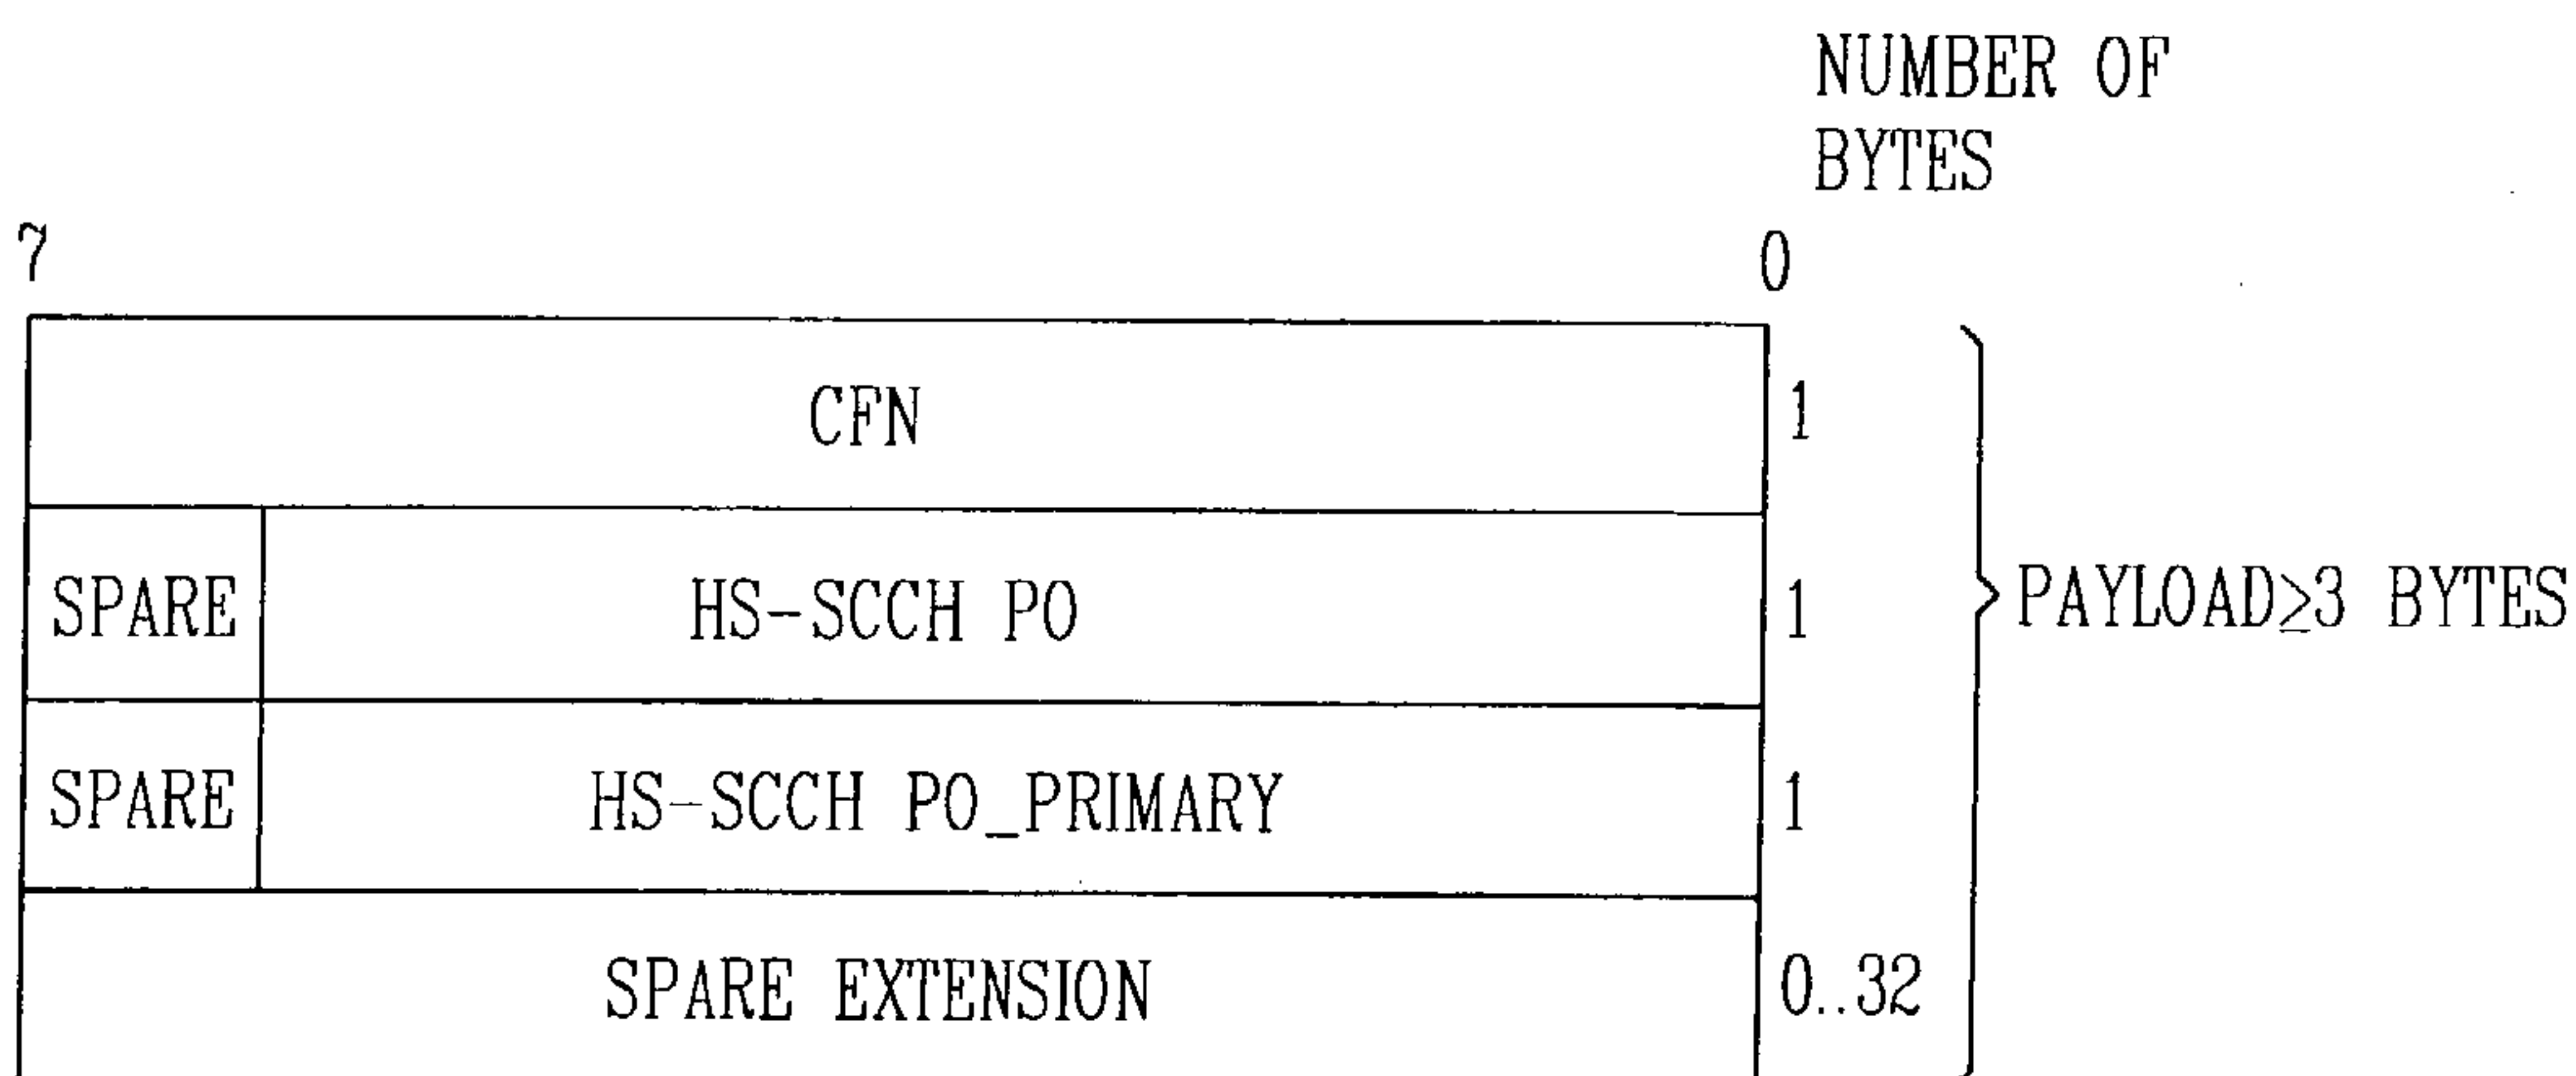 NUMBER OF
BYTES
7 0
CFN 1
SPARE HS-SCCH PO 1
PAYLOAD≥3 BYTES
SPARE HS-SCCH PO_PRIMARY 1
SPARE EXTENSION 0..32